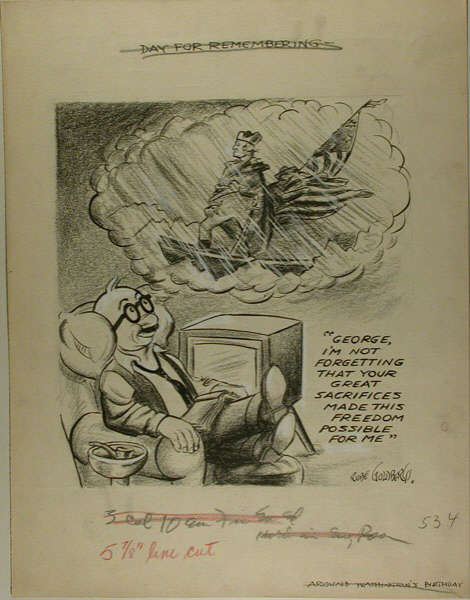 DAY FOR REMEMBERING
"GEORGE,
I'M NOT
FORGETTING
THAT YOUR
GREAT
SACRIFICES
MADE THIS
FREEDOM
POSSIBLE
FOR ME"
RUBE GOLDBERG
3 col 10
534
5 7/8" line cut
AROUND WASHINGTON'S BIRTHDAY